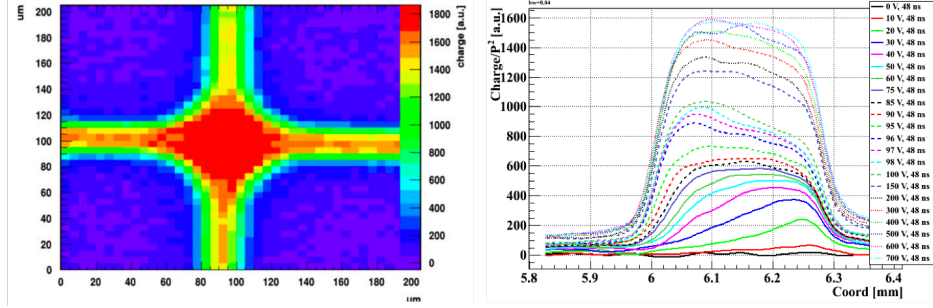 um
200
180
160
140
120
100
80
60
40
20
0
0 20 40 60 80 100 120 140 160 180 200
um
charge [a.u.]
1800
1600
1400
1200
1000
800
600
400
200
0
bw=0.04
Charge/P² [a.u.]
1600
1400
1200
1000
800
600
400
200
0
5.8 5.9 6 6.1 6.2 6.3 6.4
Coord [mm]
0 V, 48 ns
10 V, 48 ns
20 V, 48 ns
30 V, 48 ns
40 V, 48 ns
50 V, 48 ns
60 V, 48 ns
75 V, 48 ns
85 V, 48 ns
90 V, 48 ns
95 V, 48 ns
96 V, 48 ns
97 V, 48 ns
98 V, 48 ns
100 V, 48 ns
150 V, 48 ns
200 V, 48 ns
300 V, 48 ns
400 V, 48 ns
500 V, 48 ns
600 V, 48 ns
700 V, 48 ns